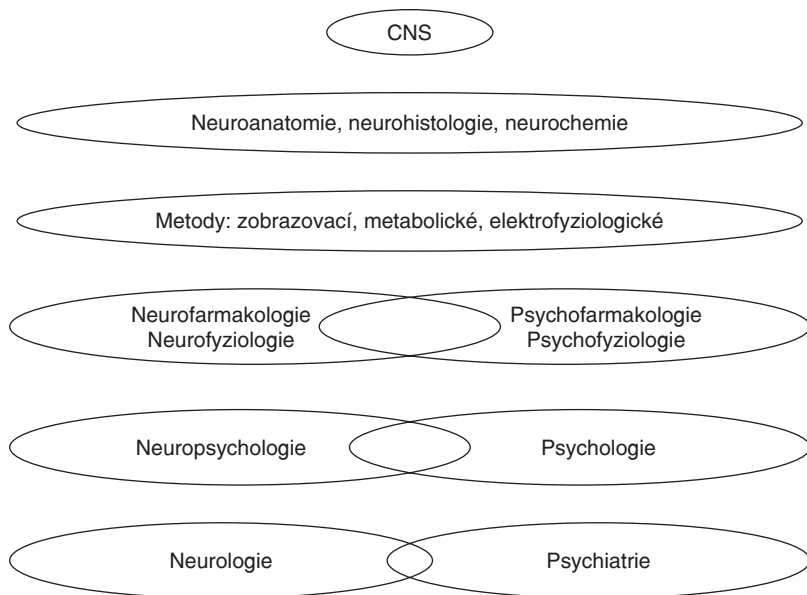 CNS
Neuroanatomie, neurohistologie, neurochemie
Metody: zobrazovací, metabolické, elektrofyziologické
Neurofarmakologie
Neurofyziologie
Psychofarmakologie
Psychofyziologie
Neuropsychologie
Psychologie
Neurologie
Psychiatrie